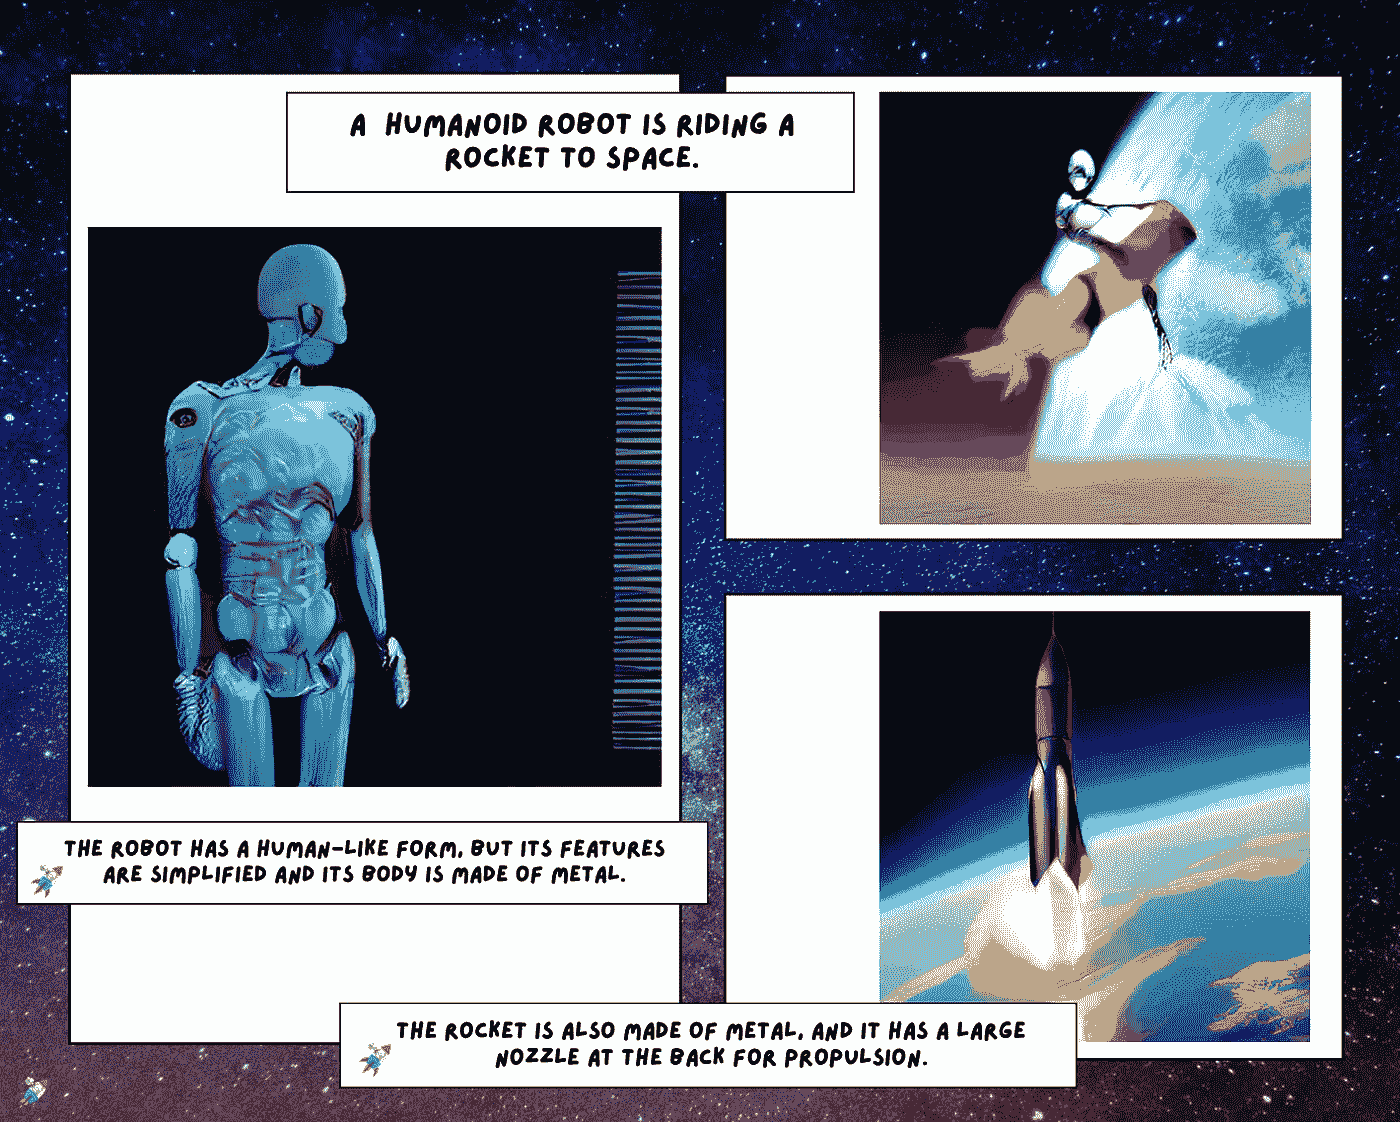 A HUMANOID ROBOT IS RIDING A
ROCKET TO SPACE.
THE ROBOT HAS A HUMAN-LIKE FORM, BUT ITS FEATURES
ARE SIMPLIFIED AND ITS BODY IS MADE OF METAL.
THE ROCKET IS ALSO MADE OF METAL, AND IT HAS A LARGE
NOZZLE AT THE BACK FOR PROPULSION.